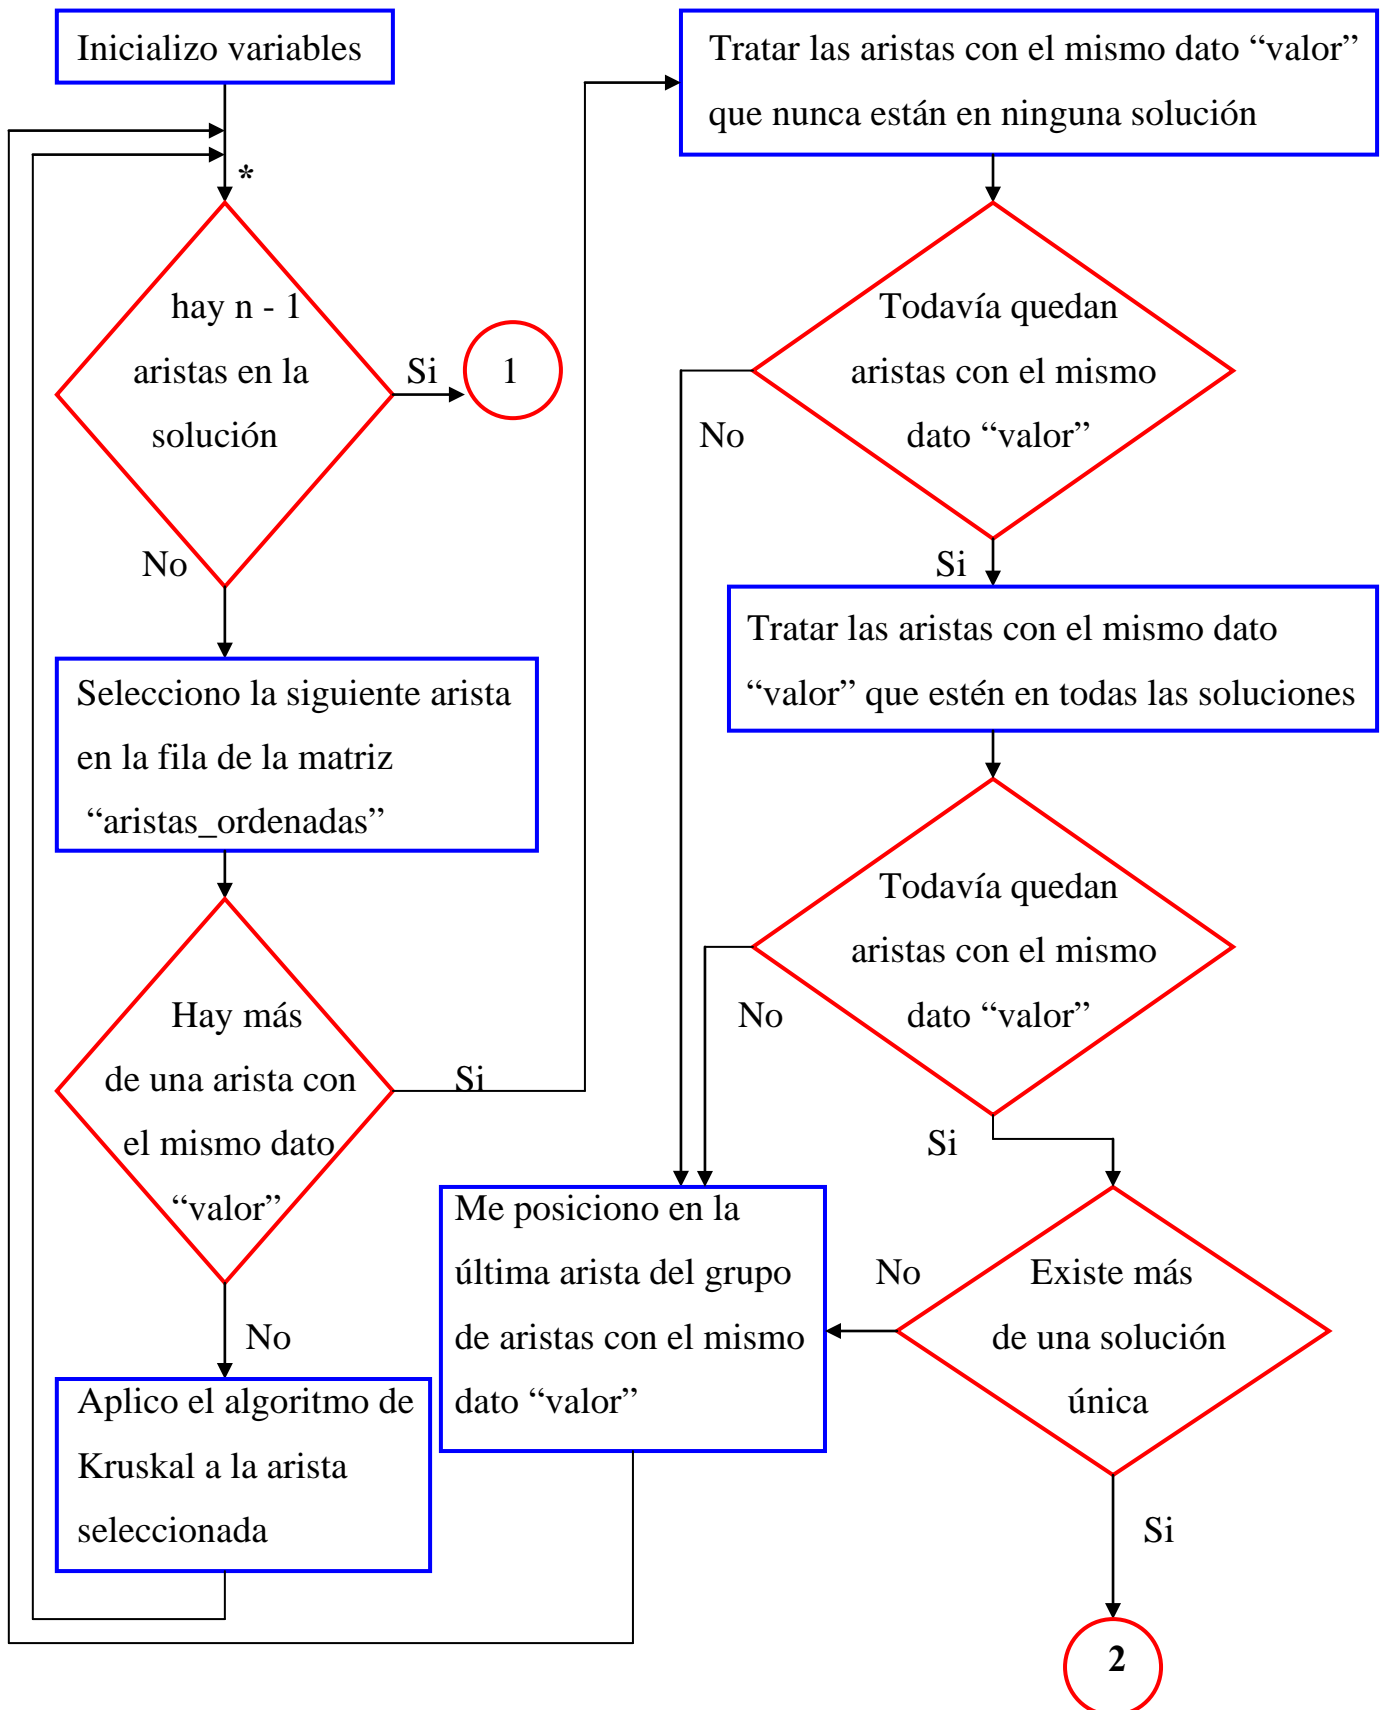 Inicializo variables
*
hay n - 1
aristas en la
solución
Si
1
No
Selecciono la siguiente arista
en la fila de la matriz
“aristas_ordenadas”
Hay más
de una arista con
el mismo dato
“valor”
Si
No
Aplico el algoritmo de
Kruskal a la arista
seleccionada
Tratar las aristas con el mismo dato “valor”
que nunca están en ninguna solución
Todavía quedan
aristas con el mismo
dato “valor”
No
Si
Tratar las aristas con el mismo dato
“valor” que estén en todas las soluciones
Todavía quedan
aristas con el mismo
dato “valor”
No
Si
Me posiciono en la
última arista del grupo
de aristas con el mismo
dato “valor”
No
Existe más
de una solución
única
Si
2